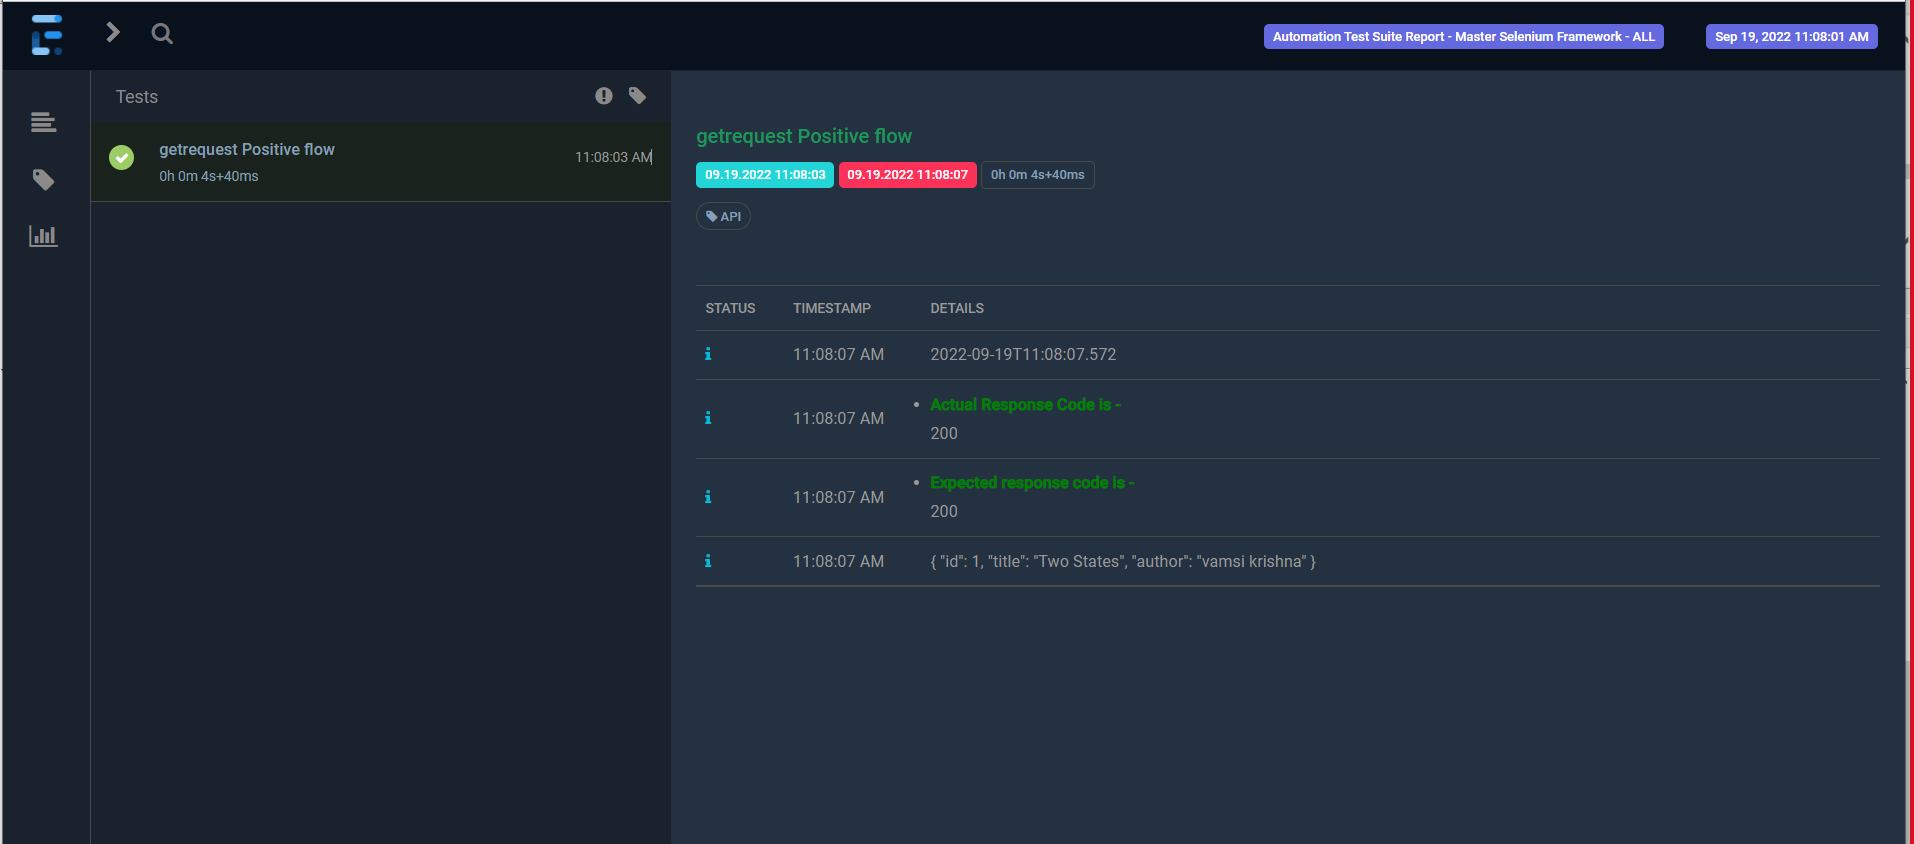 Automation Test Suite Report - Master Selenium Framework - ALL
Sep 19, 2022 11:08:01 AM
Tests
getrequest Positive flow
11:08:03 AM
0h 0m 4s+40ms
getrequest Positive flow
09.19.2022 11:08:03 09.19.2022 11:08:07 0h 0m 4s+40ms
API
STATUS TIMESTAMP DETAILS
11:08:07 AM 2022-09-19T11:08:07.572
11:08:07 AM
• Actual Response Code is -
200
11:08:07 AM
• Expected response code is -
200
11:08:07 AM { "id": 1, "title": "Two States", "author": "vamsi krishna" }